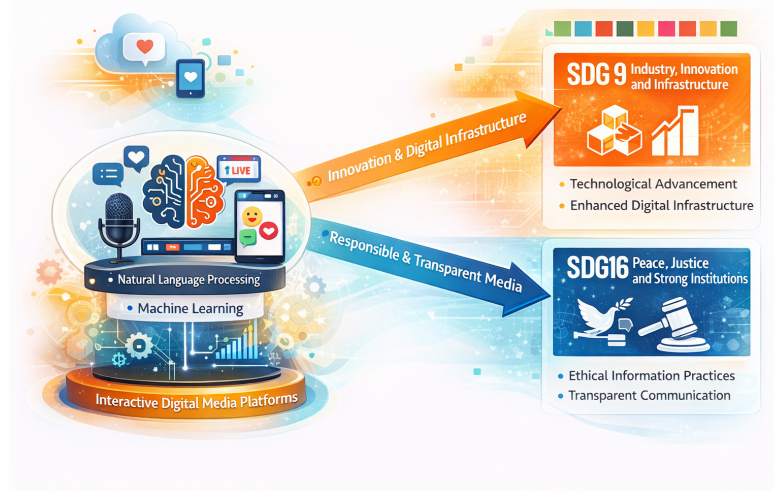 1 LIVE
Natural Language Processing
Machine Learning
Interactive Digital Media Platforms
Innovation & Digital Infrastructure
Responsible & Transparent Media
SDG 9 Industry, Innovation
and Infrastructure
• Technological Advancement
• Enhanced Digital Infrastructure
SDG16 Peace, Justice
and Strong Institutions
• Ethical Information Practices
• Transparent Communication